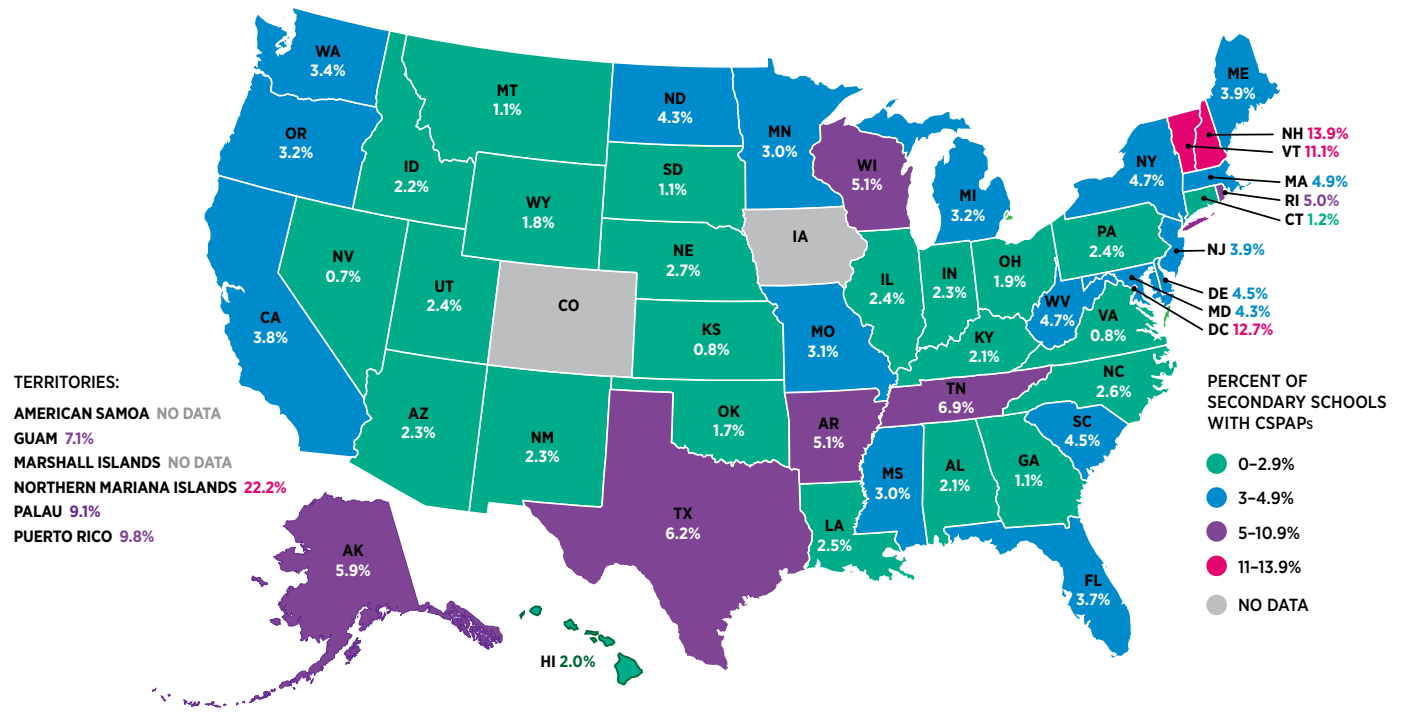 WA
3.4%
OR
3.2%
CA
3.8%
NV
0.7%
ID
2.2%
MT
1.1%
WY
1.8%
UT
2.4%
CO
AZ
2.3%
NM
2.3%
ND
4.3%
SD
1.1%
NE
2.7%
KS
0.8%
OK
1.7%
TX
6.2%
MN
3.0%
IA
MO
3.1%
AR
5.1%
LA
2.5%
WI
5.1%
IL
2.4%
MI
3.2%
IN
2.3%
OH
1.9%
KY
2.1%
TN
6.9%
MS
3.0%
AL
2.1%
GA
1.1%
FL
3.7%
SC
4.5%
NC
2.6%
VA
0.8%
WV
4.7%
PA
2.4%
NY
4.7%
ME
3.9%
NH 13.9%
VT 11.1%
MA 4.9%
RI 5.0%
CT 1.2%
NJ 3.9%
DE 4.5%
MD 4.3%
DC 12.7%
AK
5.9%
HI 2.0%
TERRITORIES:
AMERICAN SAMOA NO DATA
GUAM 7.1%
MARSHALL ISLANDS NO DATA
NORTHERN MARIANA ISLANDS 22.2%
PALAU 9.1%
PUERTO RICO 9.8%
PERCENT OF
SECONDARY SCHOOLS
WITH CSPAPs
0–2.9%
3–4.9%
5–10.9%
11–13.9%
NO DATA